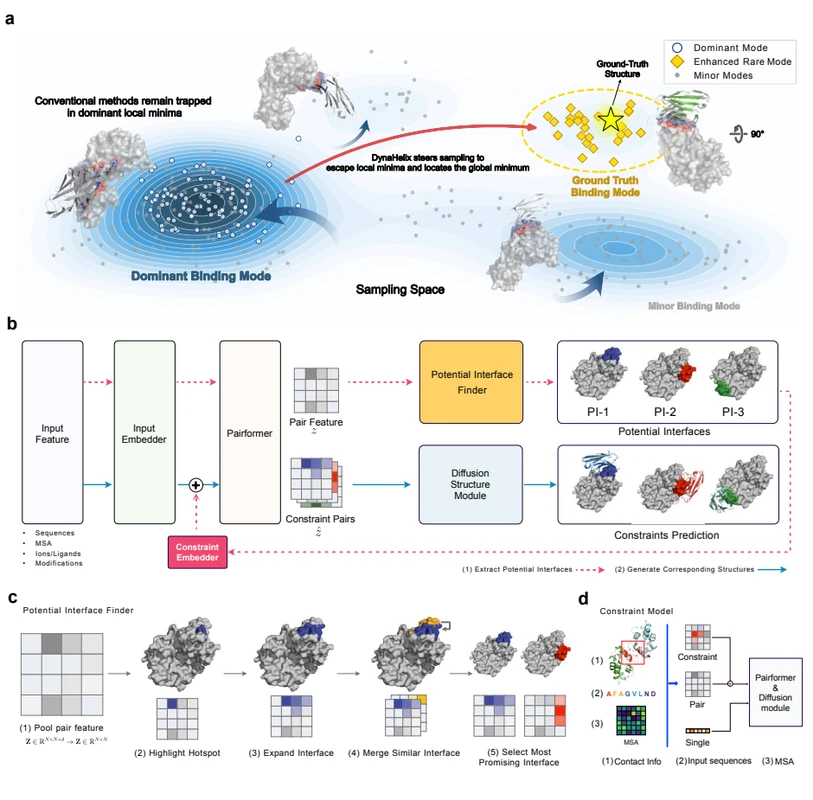 a
Dominant Mode
Enhanced Rare Mode
Minor Modes
Ground-Truth
Structure
Conventional methods remain trapped
in dominant local minima
90°
DynaHelix steers sampling to
escape local minima and locates the global minimum
Ground Truth
Binding Mode
Dominant Binding Mode
Sampling Space
Minor Binding Mode
b
Input
Feature
Input
Embedder
Pairformer
Pair Feature
z
Potential Interface
Finder
PI-1
PI-2
PI-3
Potential Interfaces
Constraint Pairs
ẑ
Diffusion
Structure
Module
Constraints Prediction
+
Constraint
Embedder
• Sequences
• MSA
• Ions/Ligands
• Modifications
(1) Extract Potential Interfaces
(2) Generate Corresponding Structures
c
Potential Interface Finder
(1) Pool pair feature
Z ∈ ℝ^{N×N×d} → Z ∈ ℝ^{N×N}
(2) Highlight Hotspot
(3) Expand Interface
(4) Merge Similar Interface
(5) Select Most
Promising Interface
d
Constraint Model
(1)
(2) A F A G V L N D
(3)
MSA
Constraint
Pair
Single
Pairformer
&
Diffusion
module
(1) Contact Info
(2) Input sequences
(3) MSA